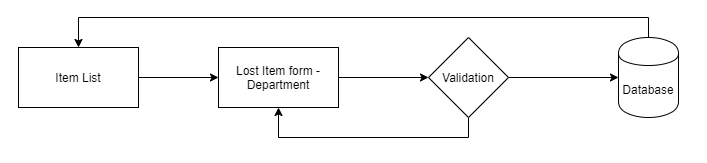 Item List
Lost Item form -
Department
Validation
Database